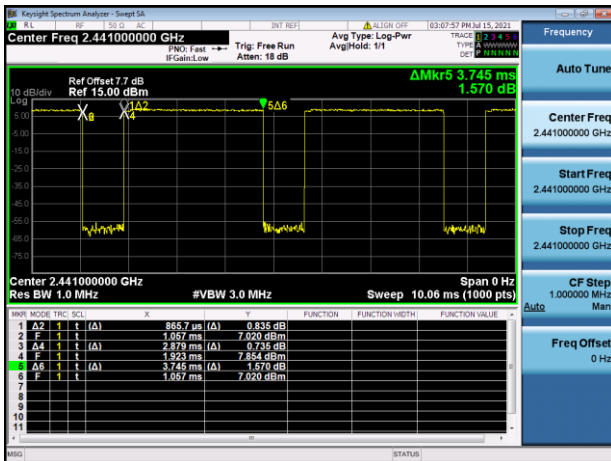 Keysight Spectrum Analyzer - Swept SA
RL RF 50 Ω AC INT REF ALIGN OFF 03:07:57 PM Jul 15, 2021
Center Freq 2.441000000 GHz
PNO: Fast
IFGain:Low
Trig: Free Run
Atten: 18 dB
Avg Type: Log-Pwr
Avg|Hold: 1/1
TRACE 1 2 3 4 5 6
TYPE A WWWWW
DET P N N N N N
Frequency
Auto Tune
Center Freq
2.441000000 GHz
Start Freq
2.441000000 GHz
Stop Freq
2.441000000 GHz
CF Step
1.000000 MHz
Auto Man
Freq Offset
0 Hz
ΔMkr5 3.745 ms
1.570 dB
Ref Offset 7.7 dB
Ref 15.00 dBm
10 dB/div
Log
5.00
-5.00
-15.0
-25.0
-35.0
-45.0
-55.0
-65.0
-75.0
1Δ2
4
5Δ6
Center 2.441000000 GHz
Span 0 Hz
Res BW 1.0 MHz
#VBW 3.0 MHz
Sweep 10.06 ms (1000 pts)
MKR MODE TRC SCL X Y FUNCTION FUNCTION WIDTH FUNCTION VALUE
1 Δ2 1 t (Δ) 865.7 µs (Δ) 0.835 dB
2 F 1 t 1.057 ms 7.020 dBm
3 Δ4 1 t (Δ) 2.879 ms (Δ) 0.735 dB
4 F 1 t 1.923 ms 7.854 dBm
5 Δ6 1 t (Δ) 3.745 ms (Δ) 1.570 dB
6 F 1 t 1.057 ms 7.020 dBm
7
8
9
10
11
MSG
STATUS